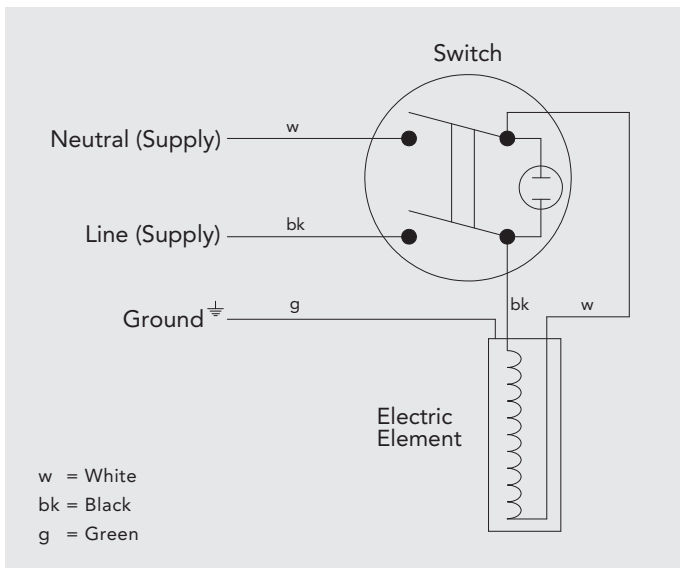 Switch
Neutral (Supply)
w
Line (Supply)
bk
Ground
g
bk
w
Electric
Element
w = White
bk = Black
g = Green